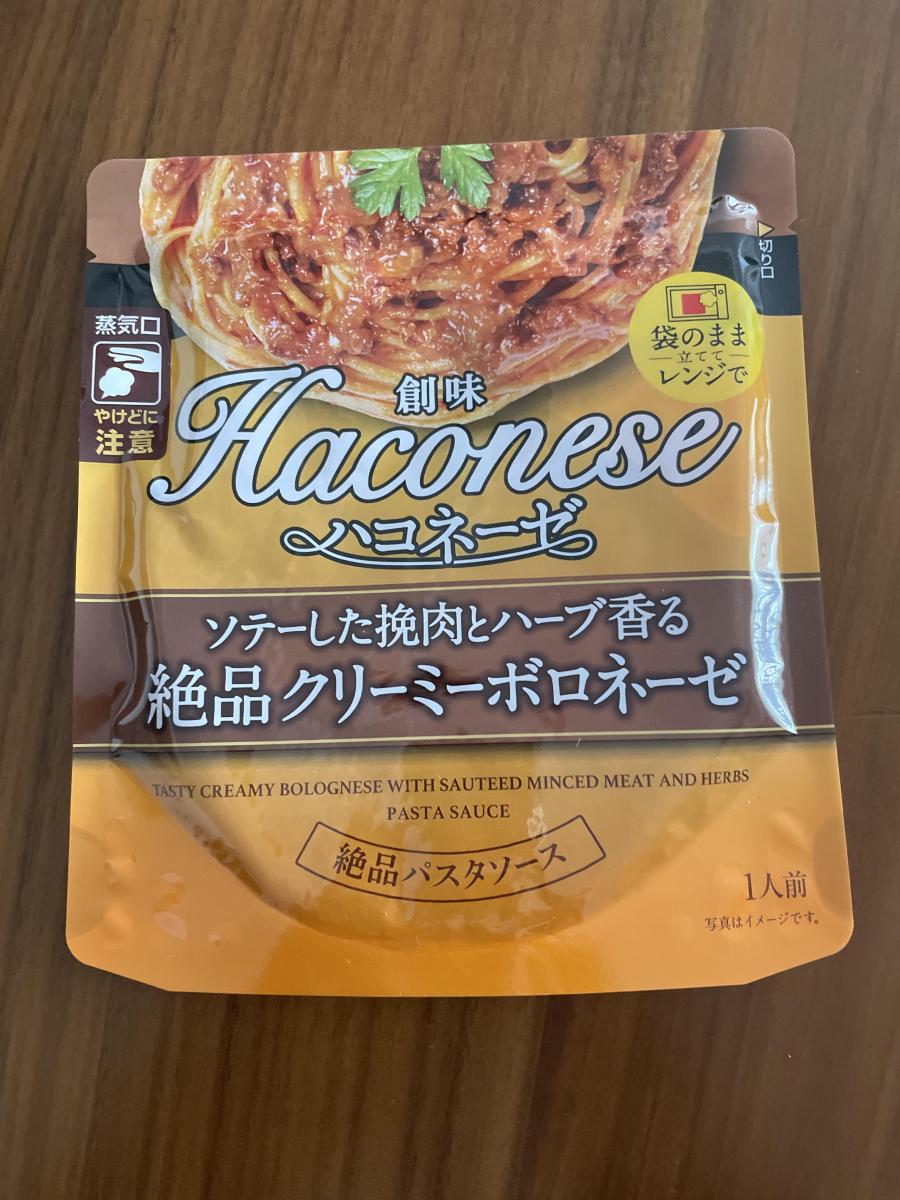 切り口
蒸気口
やけどに
注意
袋のまま
立てて
レンジで
創味
Haconese
ハコネーゼ
ソテーした挽肉とハーブ香る
絶品クリーミーボロネーゼ
TASTY CREAMY BOLOGNESE WITH SAUTEED MINCED MEAT AND HERBS
PASTA SAUCE
絶品パスタソース
1人前
写真はイメージです。